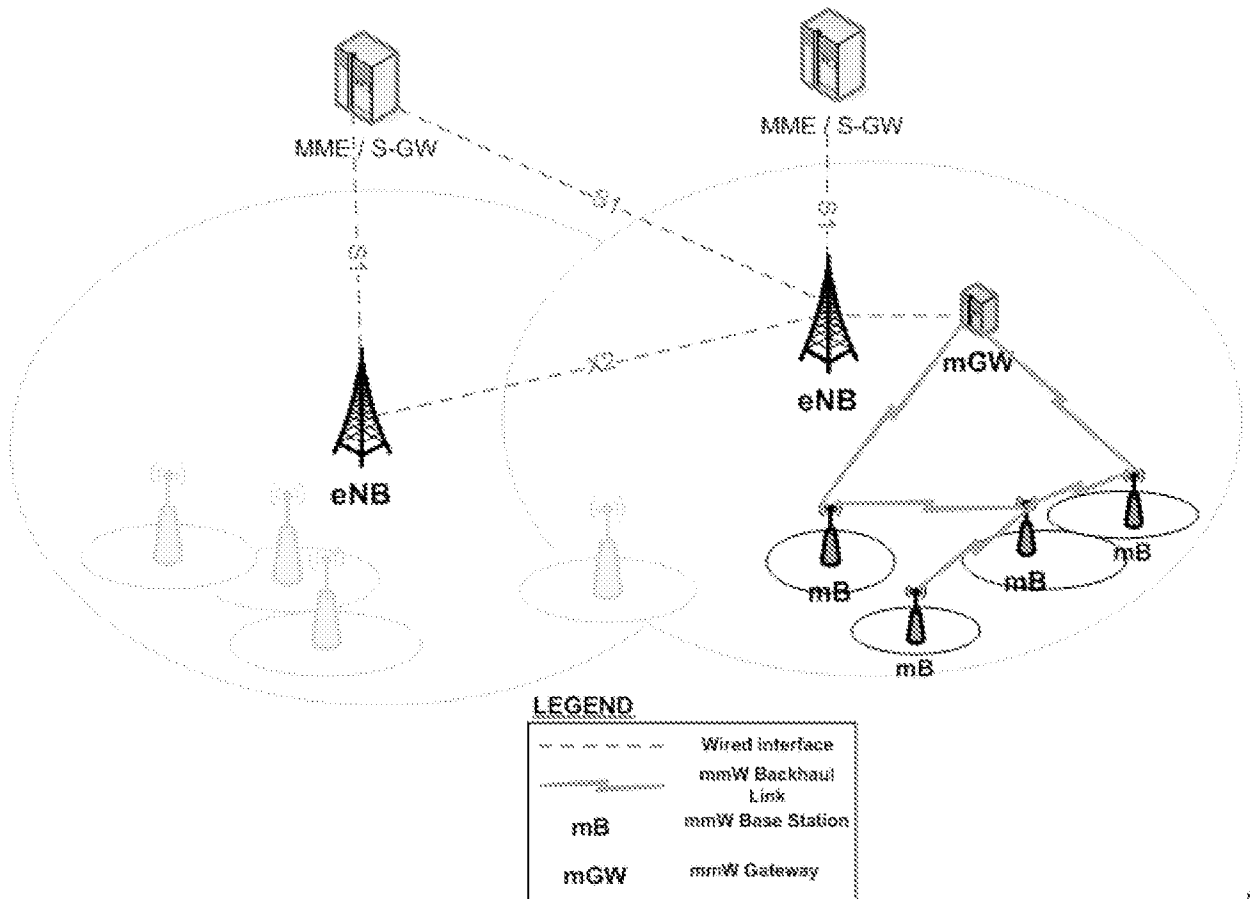 MME / S-GW
MME / S-GW
S1
S1
S1
X2
mGW
eNB
eNB
mB
mB
mB
mB
LEGEND
Wired interface
mmW Backhaul
Link
mB mmW Base Station
mGW mmW Gateway